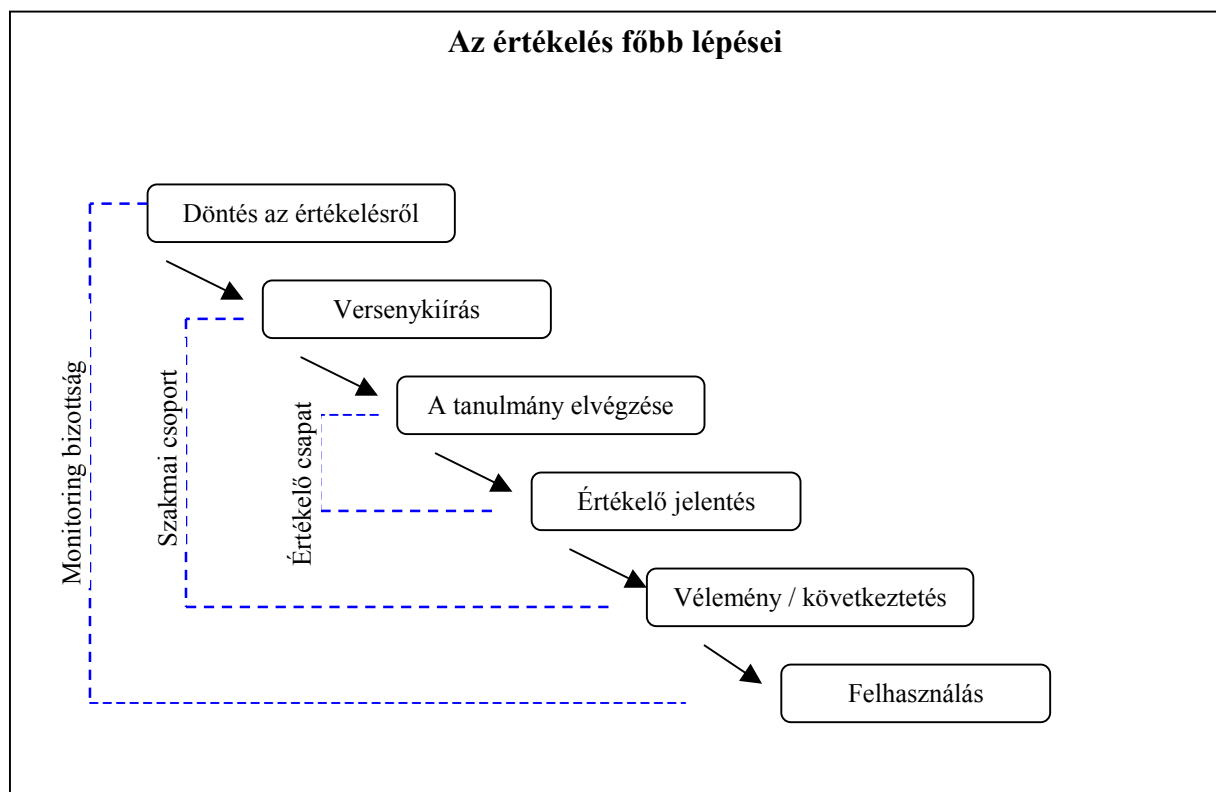 Az értékelés főbb lépései
Döntés az értékelésről
Versenykiírás
A tanulmány elvégzése
Értékelő jelentés
Vélemény / következtetés
Felhasználás
Monitoring bizottság
Szakmai csoport
Értékelő csapat